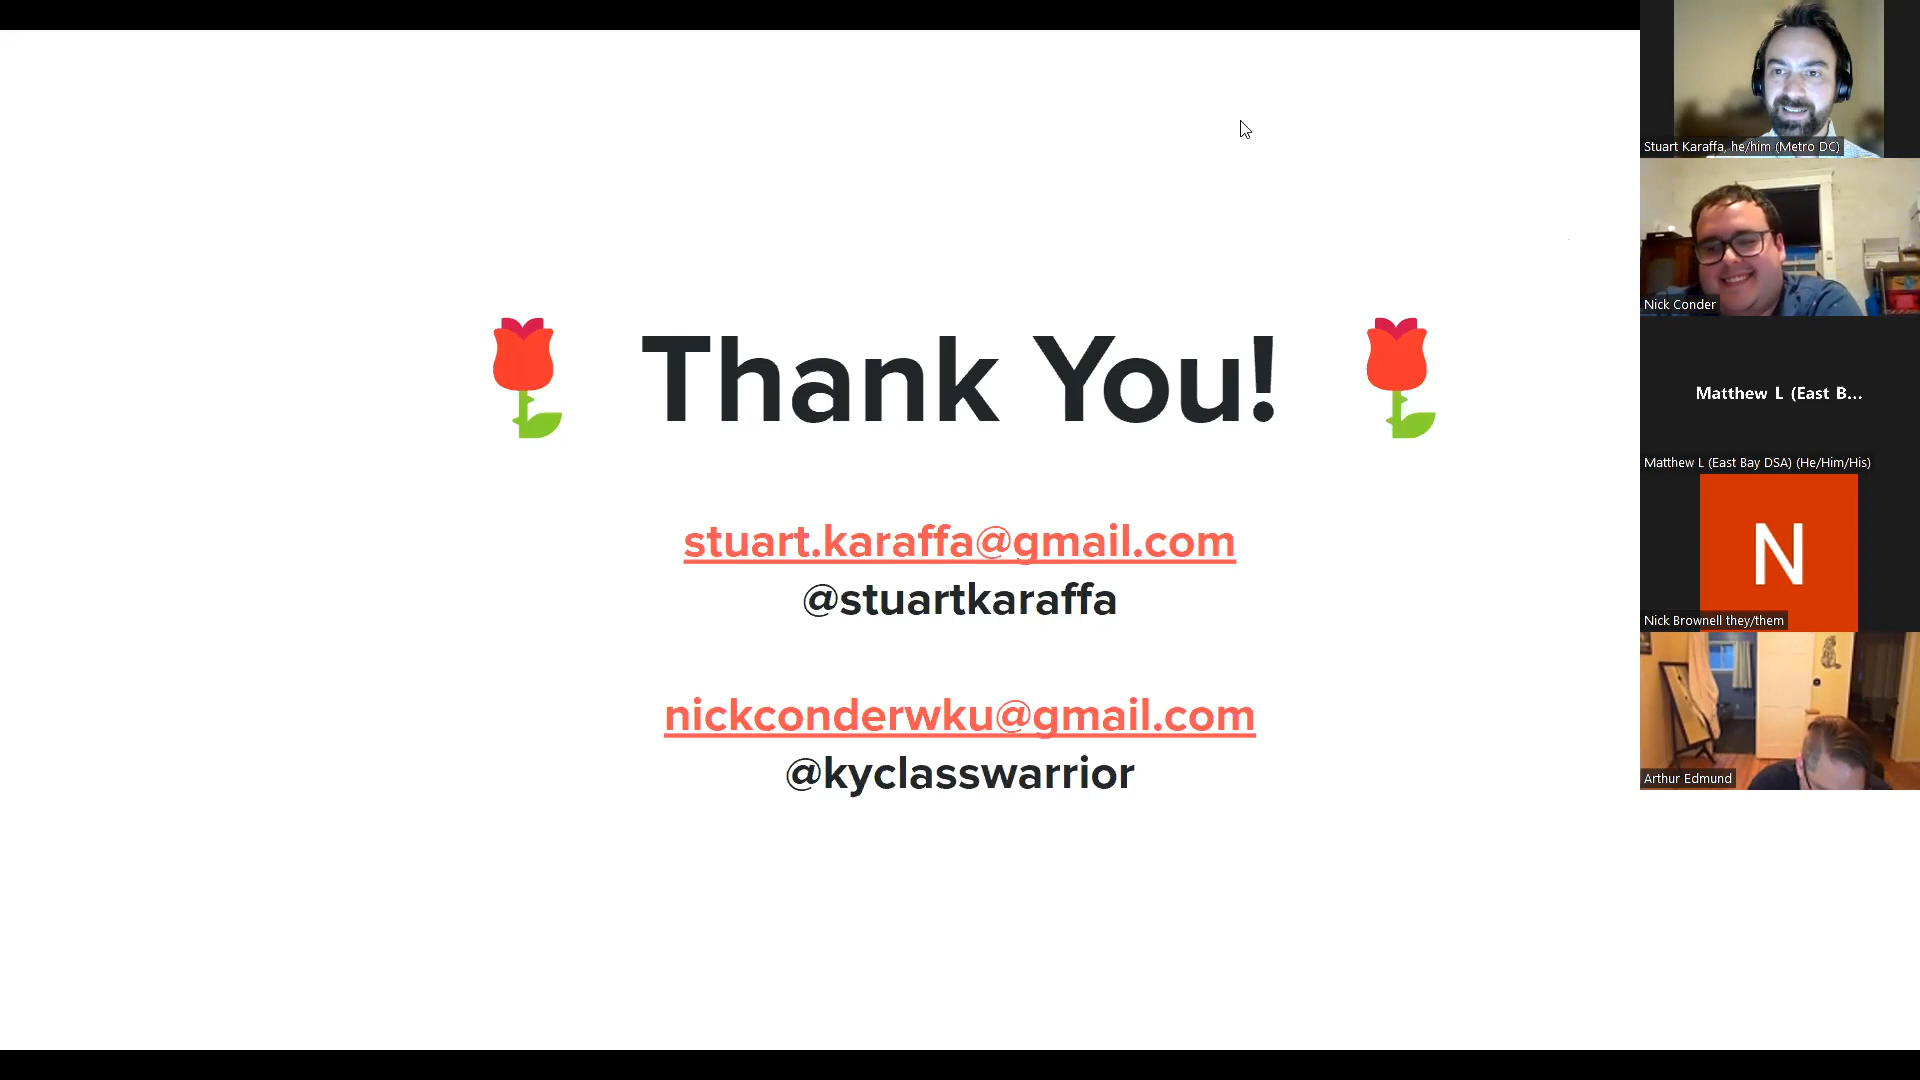 Thank You!
stuart.karaffa@gmail.com
@stuartkaraffa
nickconderwku@gmail.com
@kyclasswarrior
Stuart Karaffa, he/him (Metro DC)
Nick Conder
Matthew L (East B...
Matthew L (East Bay DSA) (He/Him/His)
N
Nick Brownell they/them
Arthur Edmund